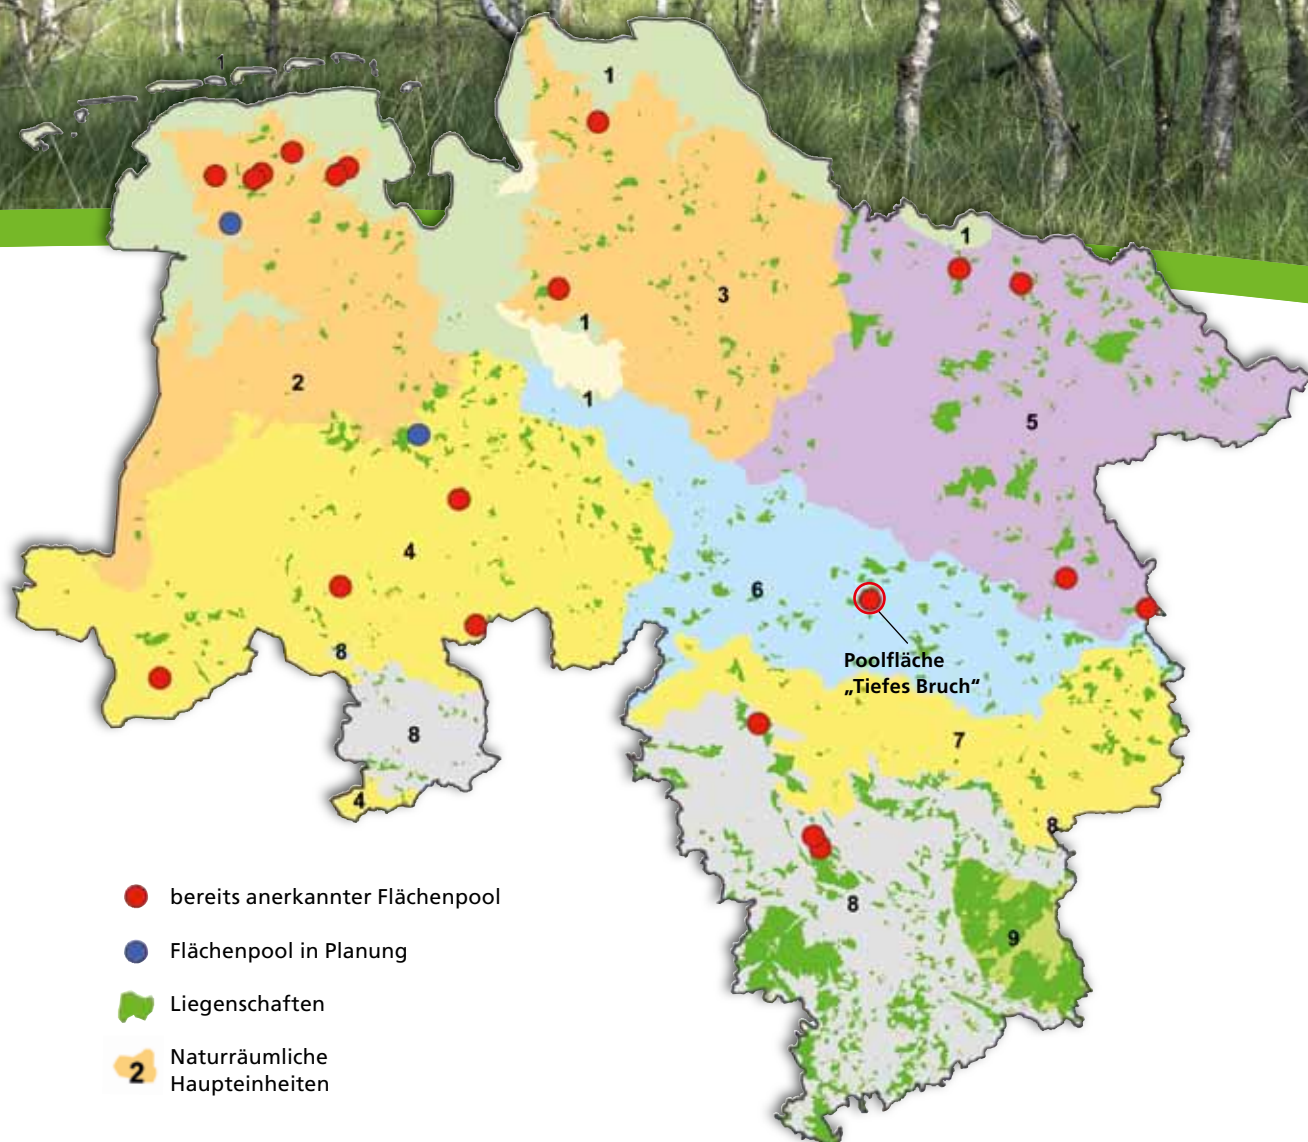 1
1
1
3
1
2
1
5
4
6
8
Poolfläche
„Tiefes Bruch“
8
7
4
8
8
9
bereits anerkannter Flächenpool
Flächenpool in Planung
Liegenschaften
2
Naturräumliche
Haupteinheiten